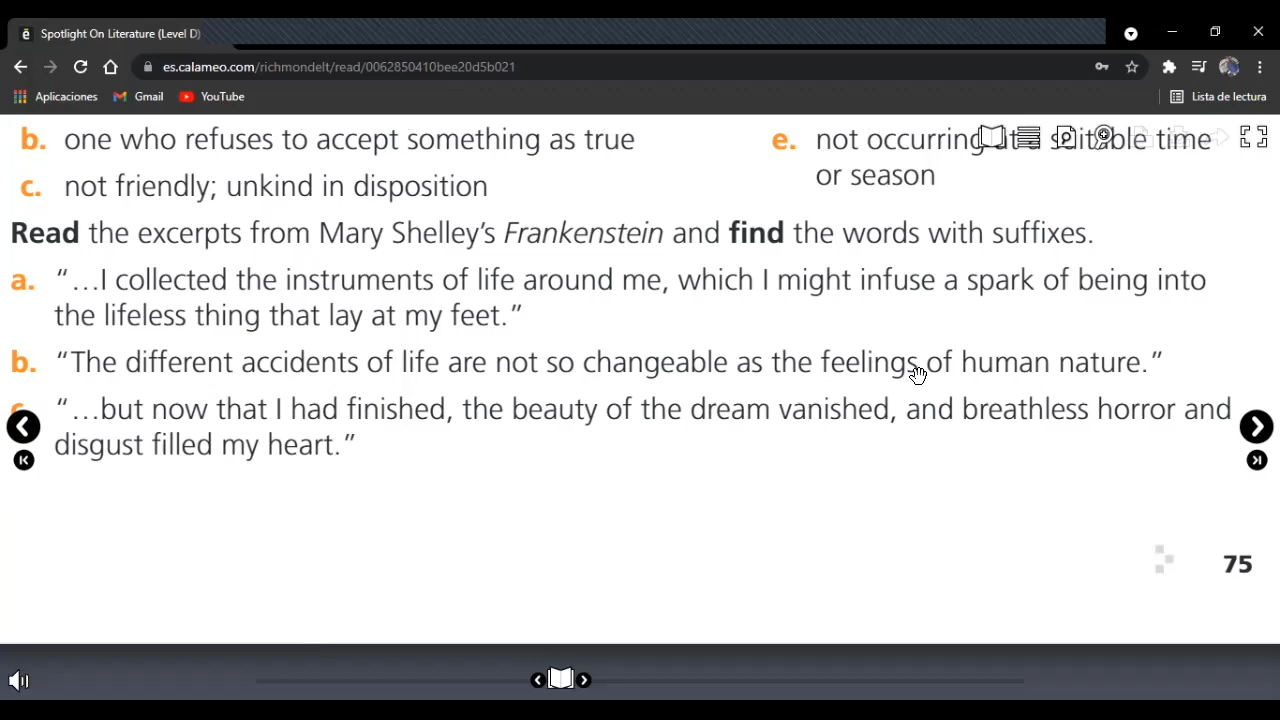 Spotlight On Literature (Level D)
es.calameo.com/richmondelt/read/0062850410bee20d5b021
Aplicaciones Gmail YouTube Lista de lectura
b. one who refuses to accept something as true
e. not occurring at a suitable time
or season
c. not friendly; unkind in disposition
Read the excerpts from Mary Shelley's Frankenstein and find the words with suffixes.
a. "…I collected the instruments of life around me, which I might infuse a spark of being into
the lifeless thing that lay at my feet."
b. "The different accidents of life are not so changeable as the feelings of human nature."
"…but now that I had finished, the beauty of the dream vanished, and breathless horror and
disgust filled my heart."
75